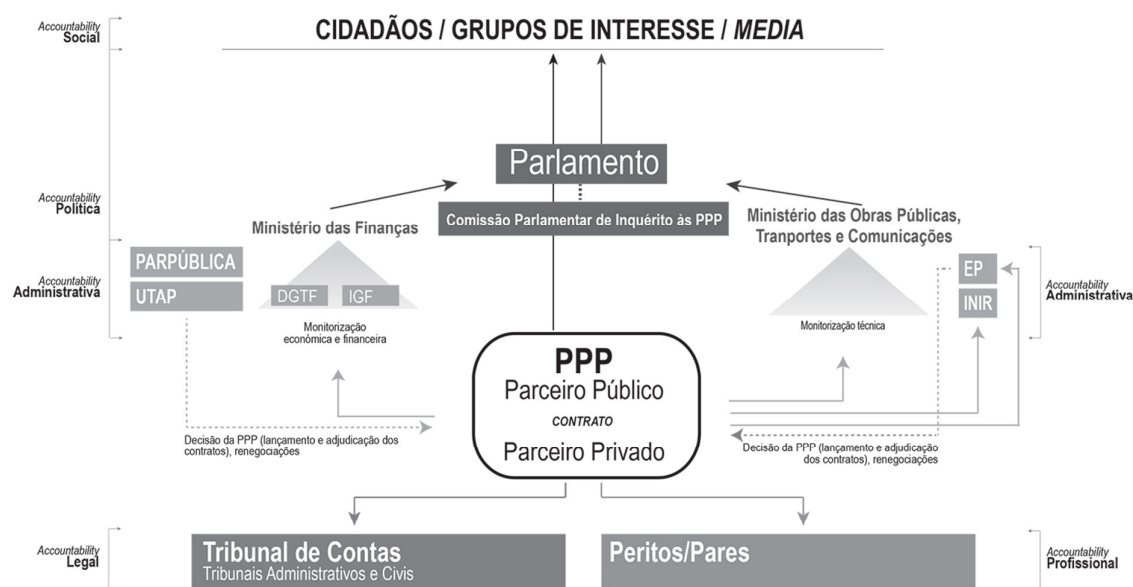 Accountability
Social
CIDADÃOS / GRUPOS DE INTERESSE / MEDIA
Parlamento
Accountability
Política
Comissão Parlamentar de Inquérito às PPP
Ministério das Finanças
Ministério das Obras Públicas,
Tranportes e Comunicações
Accountability
Administrativa
PARPÚBLICA
UTAP
DGTF
IGF
Monitorização
económica e financeira
Monitorização técnica
EP
INIR
Accountability
Administrativa
PPP
Parceiro Público
CONTRATO
Parceiro Privado
Decisão da PPP (lançamento e adjudicação dos
contratos), renegociações
Decisão da PPP (lançamento e adjudicação
dos contratos), renegociações
Accountability
Legal
Tribunal de Contas
Tribunais Administrativos e Civis
Peritos/Pares
Accountability
Profissional